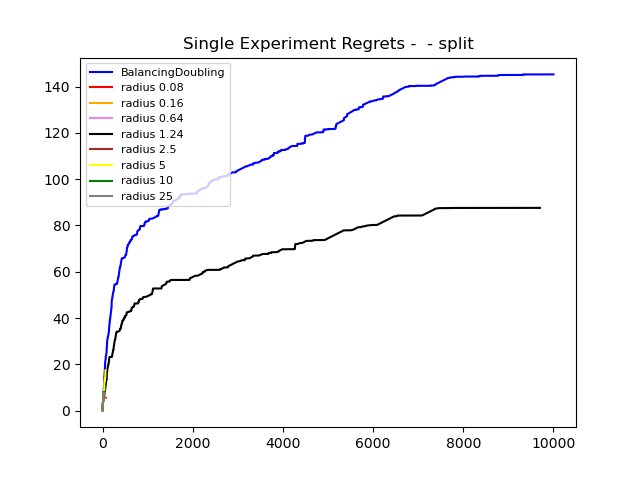 Single Experiment Regrets -  - split
BalancingDoubling
radius 0.08
radius 0.16
radius 0.64
radius 1.24
radius 2.5
radius 5
radius 10
radius 25
140
120
100
80
60
40
20
0
0 2000 4000 6000 8000 10000